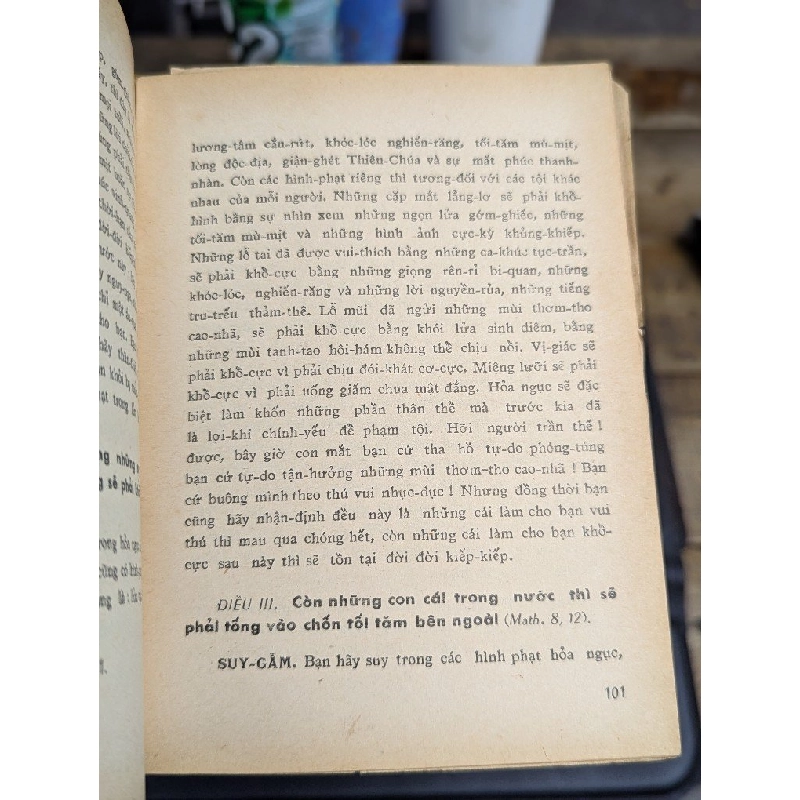 lương-tâm cắn-rứt, khóc-lóc nghiến-răng, tối-tăm mù-mịt,
lòng độc-địa, giận-ghét Thiên-Chúa và sự mất phúc thanh-
nhàn. Còn các hình-phạt riêng thì tương-đối với các tội khác
nhau của mỗi người. Những cặp mắt lẳng-lơ sẽ phải khổ-
hình bằng sự nhìn xem những ngọn lửa gớm-ghiếc, những
tối-tăm mù-mịt và những hình ảnh cực-kỳ khủng-khiếp.
Những lỗ tai đã được vui-thích bằng những ca-khúc tục-trần,
sẽ phải khổ-cực bằng những giọng rên-rỉ bi-quan, những
khóc-lóc, nghiến-răng và những lời nguyền-rủa, những tiếng
tru-trếu thảm-thê. Lỗ mũi đã ngửi những mùi thơm-tho
cao-nhã, sẽ phải khổ-cực bằng khói lửa sinh diêm, bằng
những mùi tanh-tao hôi-hám không thể chịu nổi. Vị-giác sẽ
phải khổ-cực vì phải chịu đói-khát cơ-cực. Miệng lưỡi sẽ phải
khổ-cực vì phải uống giấm chua mật đắng. Hỏa ngục sẽ đặc
biệt làm khốn những phần thân thể mà trước kia đã
là lợi-khí chính-yếu để phạm tội. Hỡi người trần thế !
được, bây giờ con mắt bạn cứ tha hồ tự-do phóng-túng
bạn cứ tự-do tận-hưởng những mùi thơm-tho cao-nhã ! Bạn
cứ buông mình theo thú vui nhục-dục ! Nhưng đồng thời bạn
cũng hãy nhận-định đều này là những cái làm cho bạn vui
thú thì mau qua chóng hết, còn những cái làm cho bạn khổ-
cực sau này thì sẽ tồn tại đời đời kiếp-kiếp.
ĐIỀU III. Còn những con cái trong nước thì sẽ
phải tống vào chốn tối tăm bên ngoài (Math. 8, 12).
SUY-GẪM. Bạn hãy suy trong các hình phạt hỏa ngục,
101